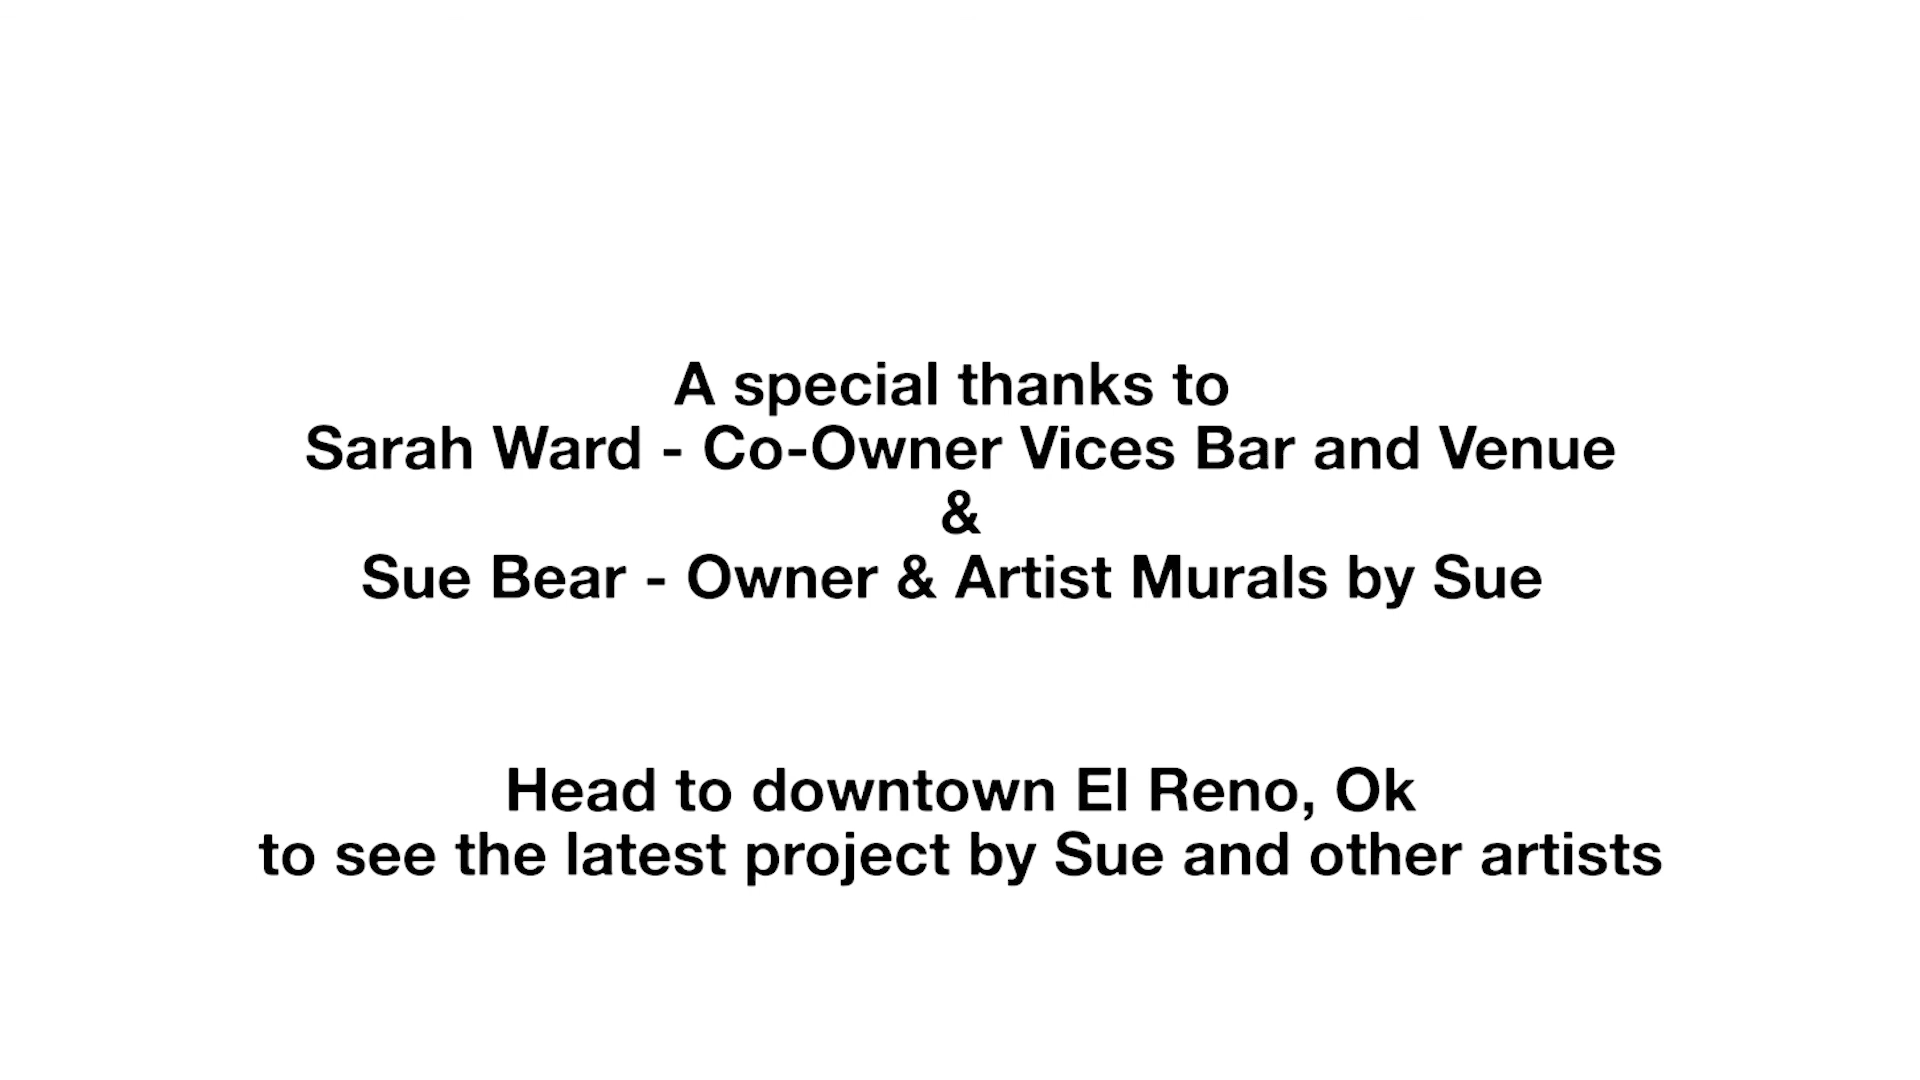 A special thanks to
Sarah Ward - Co-Owner Vices Bar and Venue
&
Sue Bear - Owner & Artist Murals by Sue
Head to downtown El Reno, Ok
to see the latest project by Sue and other artists